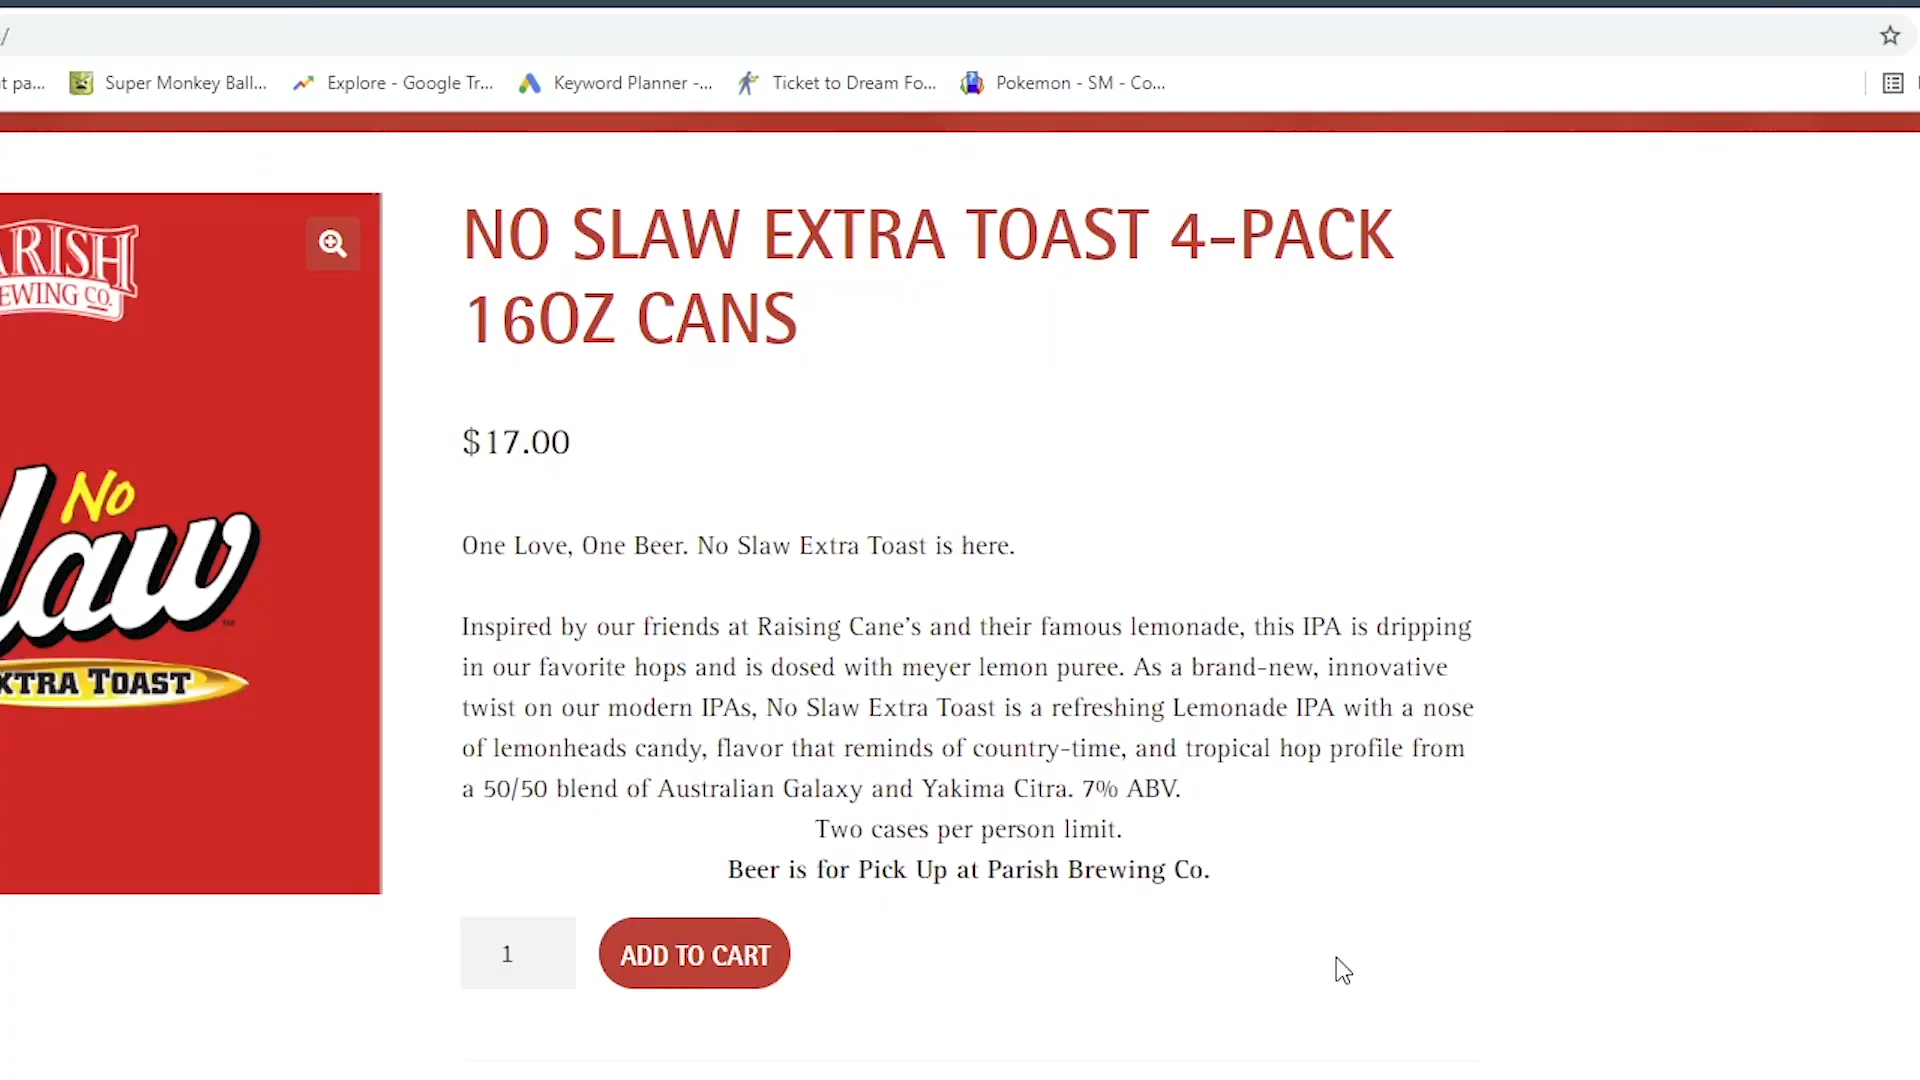 /
t pa...
Super Monkey Ball...
Explore - Google Tr...
Keyword Planner -...
Ticket to Dream Fo...
Pokemon - SM - Co...
ARISH
EWING CO.
No
law
™
XTRA TOAST
NO SLAW EXTRA TOAST 4-PACK
16OZ CANS
$17.00
One Love, One Beer. No Slaw Extra Toast is here.
Inspired by our friends at Raising Cane’s and their famous lemonade, this IPA is dripping
in our favorite hops and is dosed with meyer lemon puree. As a brand-new, innovative
twist on our modern IPAs, No Slaw Extra Toast is a refreshing Lemonade IPA with a nose
of lemonheads candy, flavor that reminds of country-time, and tropical hop profile from
a 50/50 blend of Australian Galaxy and Yakima Citra. 7% ABV.
Two cases per person limit.
Beer is for Pick Up at Parish Brewing Co.
1
ADD TO CART